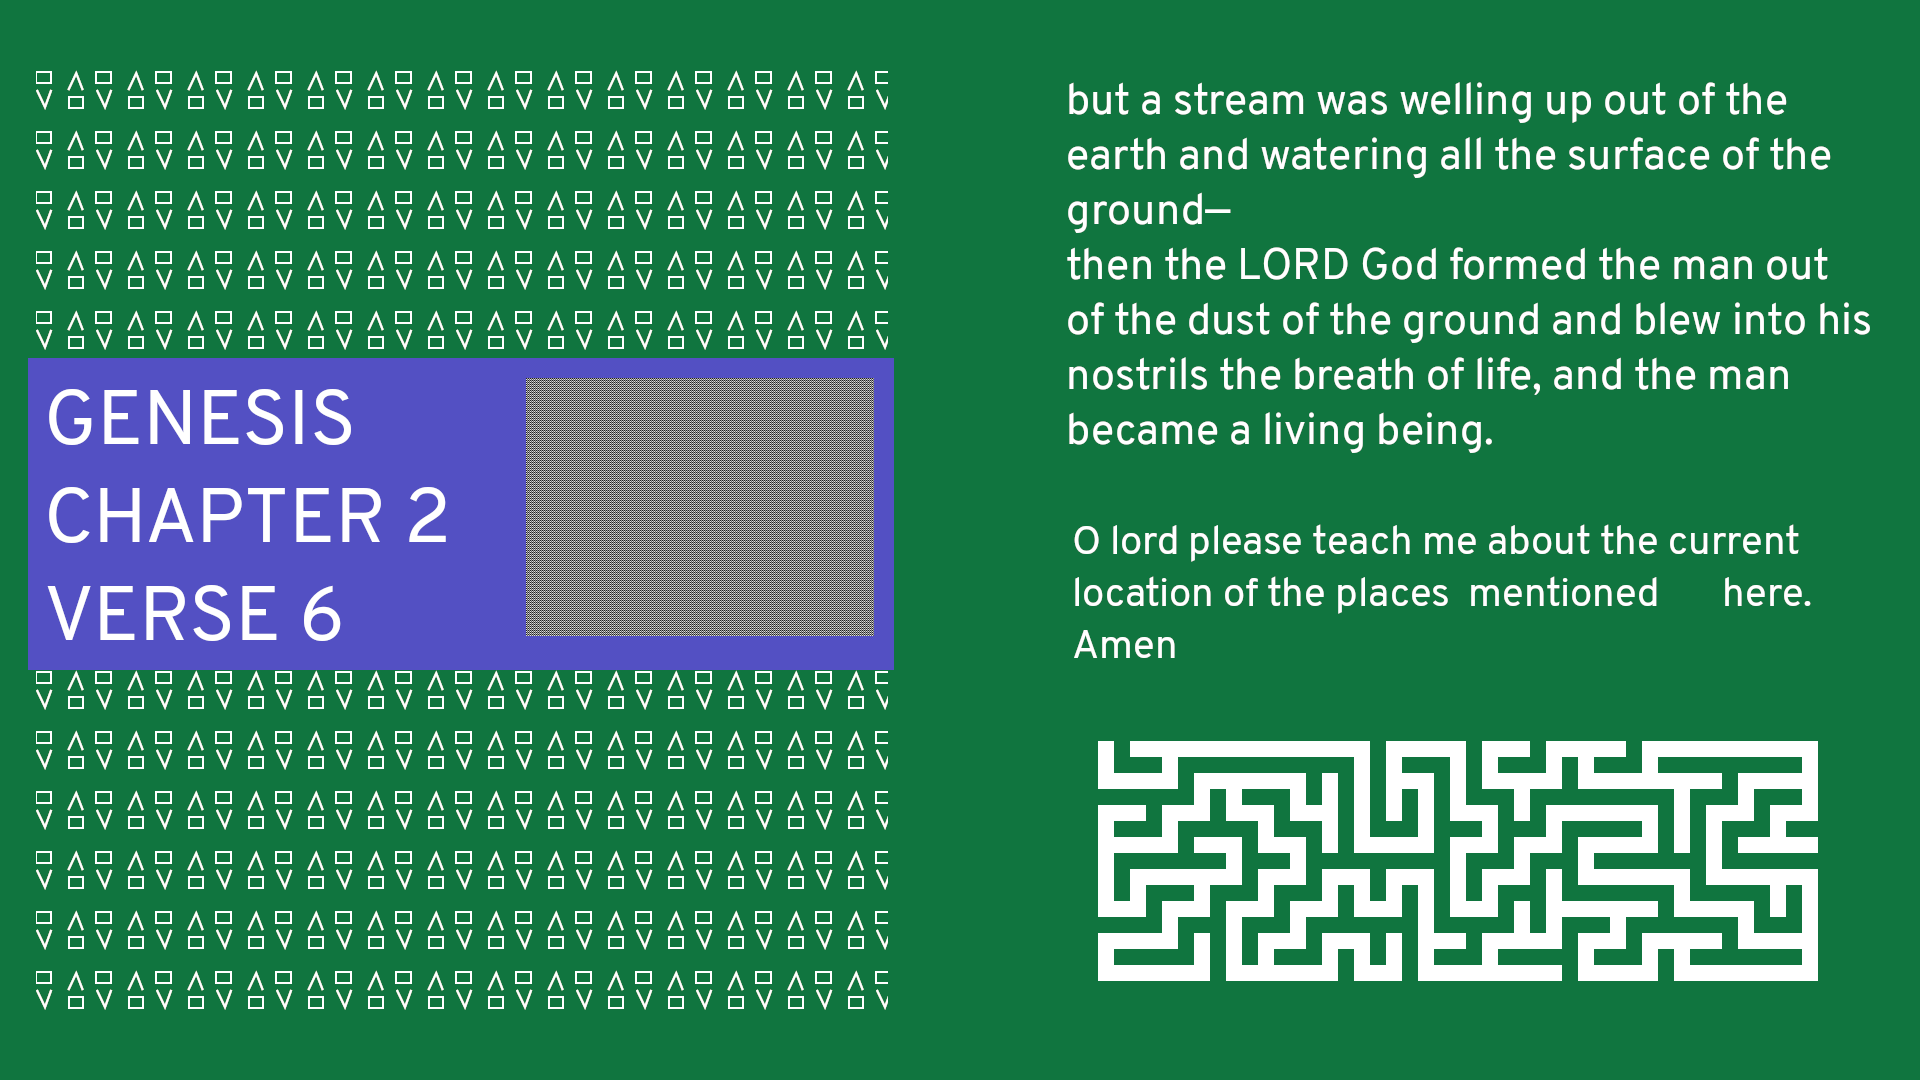 GENESIS
CHAPTER 2
VERSE 6
but a stream was welling up out of the
earth and watering all the surface of the
ground—
then the LORD God formed the man out
of the dust of the ground and blew into his
nostrils the breath of life, and the man
became a living being.
O lord please teach me about the current
location of the places mentioned here.
Amen